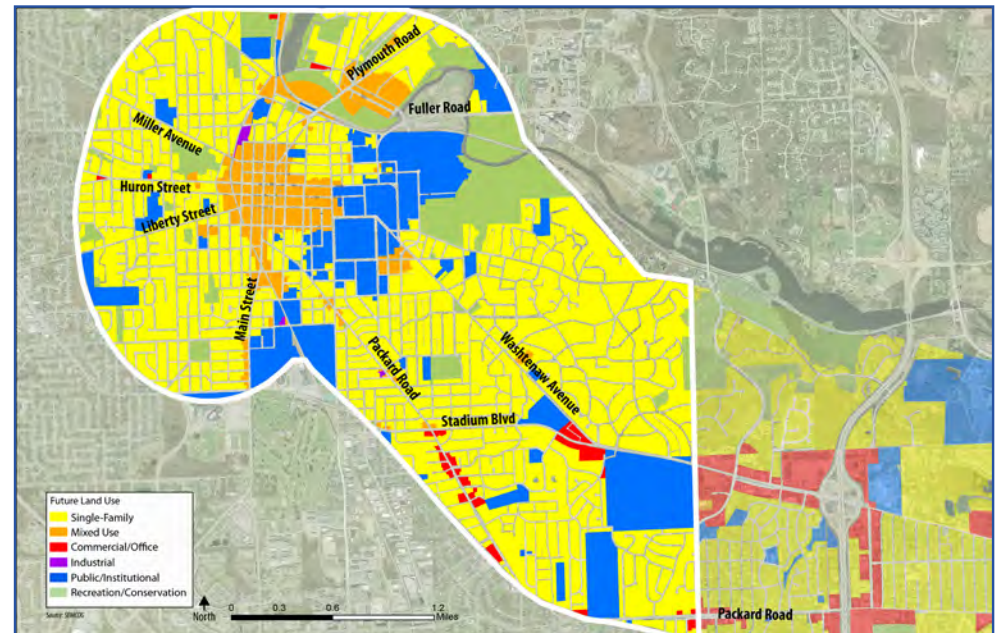 Plymouth Road
Fuller Road
Miller Avenue
Huron Street
Liberty Street
Main Street
Packard Road
Washtenaw Avenue
Stadium Blvd
Packard Road
Future Land Use
Single-Family
Mixed Use
Commercial/Office
Industrial
Public/Institutional
Recreation/Conservation
Source: SEMCOG
North
0 0.3 0.6 1.2
Miles